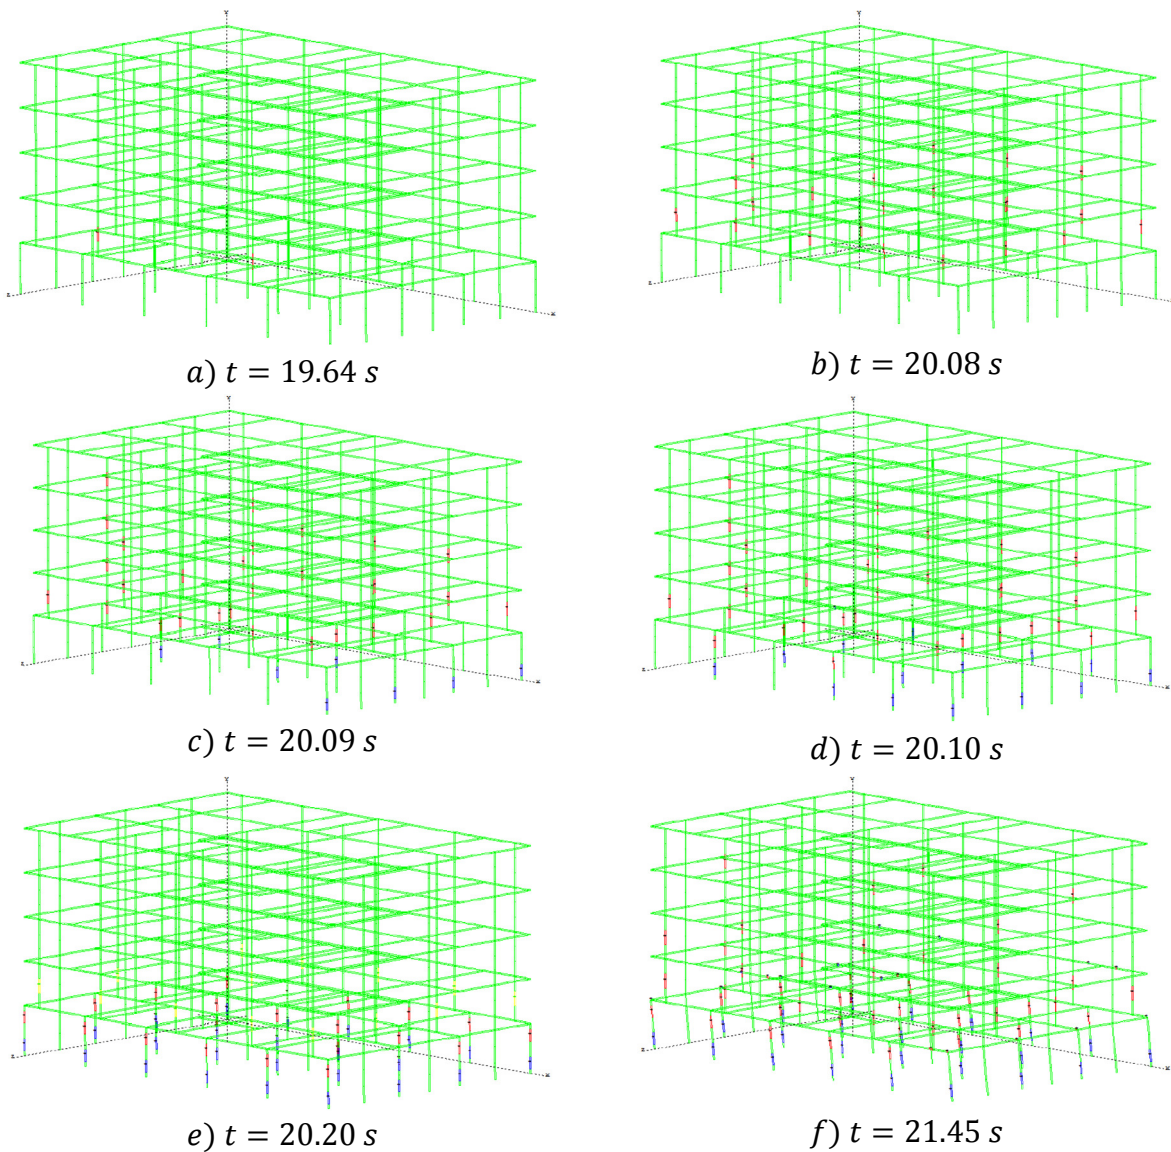 a) t = 19.64 s
b) t = 20.08 s
c) t = 20.09 s
d) t = 20.10 s
e) t = 20.20 s
f) t = 21.45 s